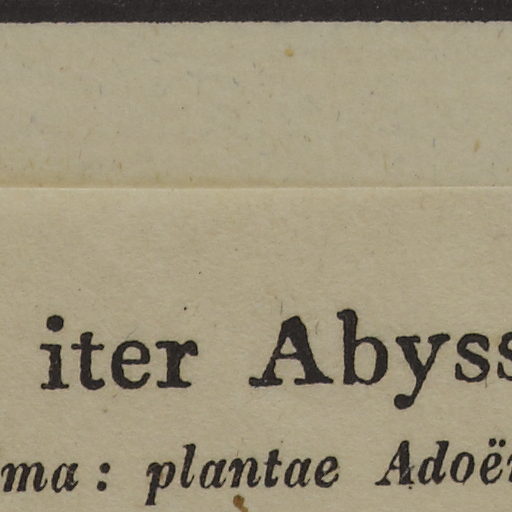 iter Abyss
ma: plantae Adoë